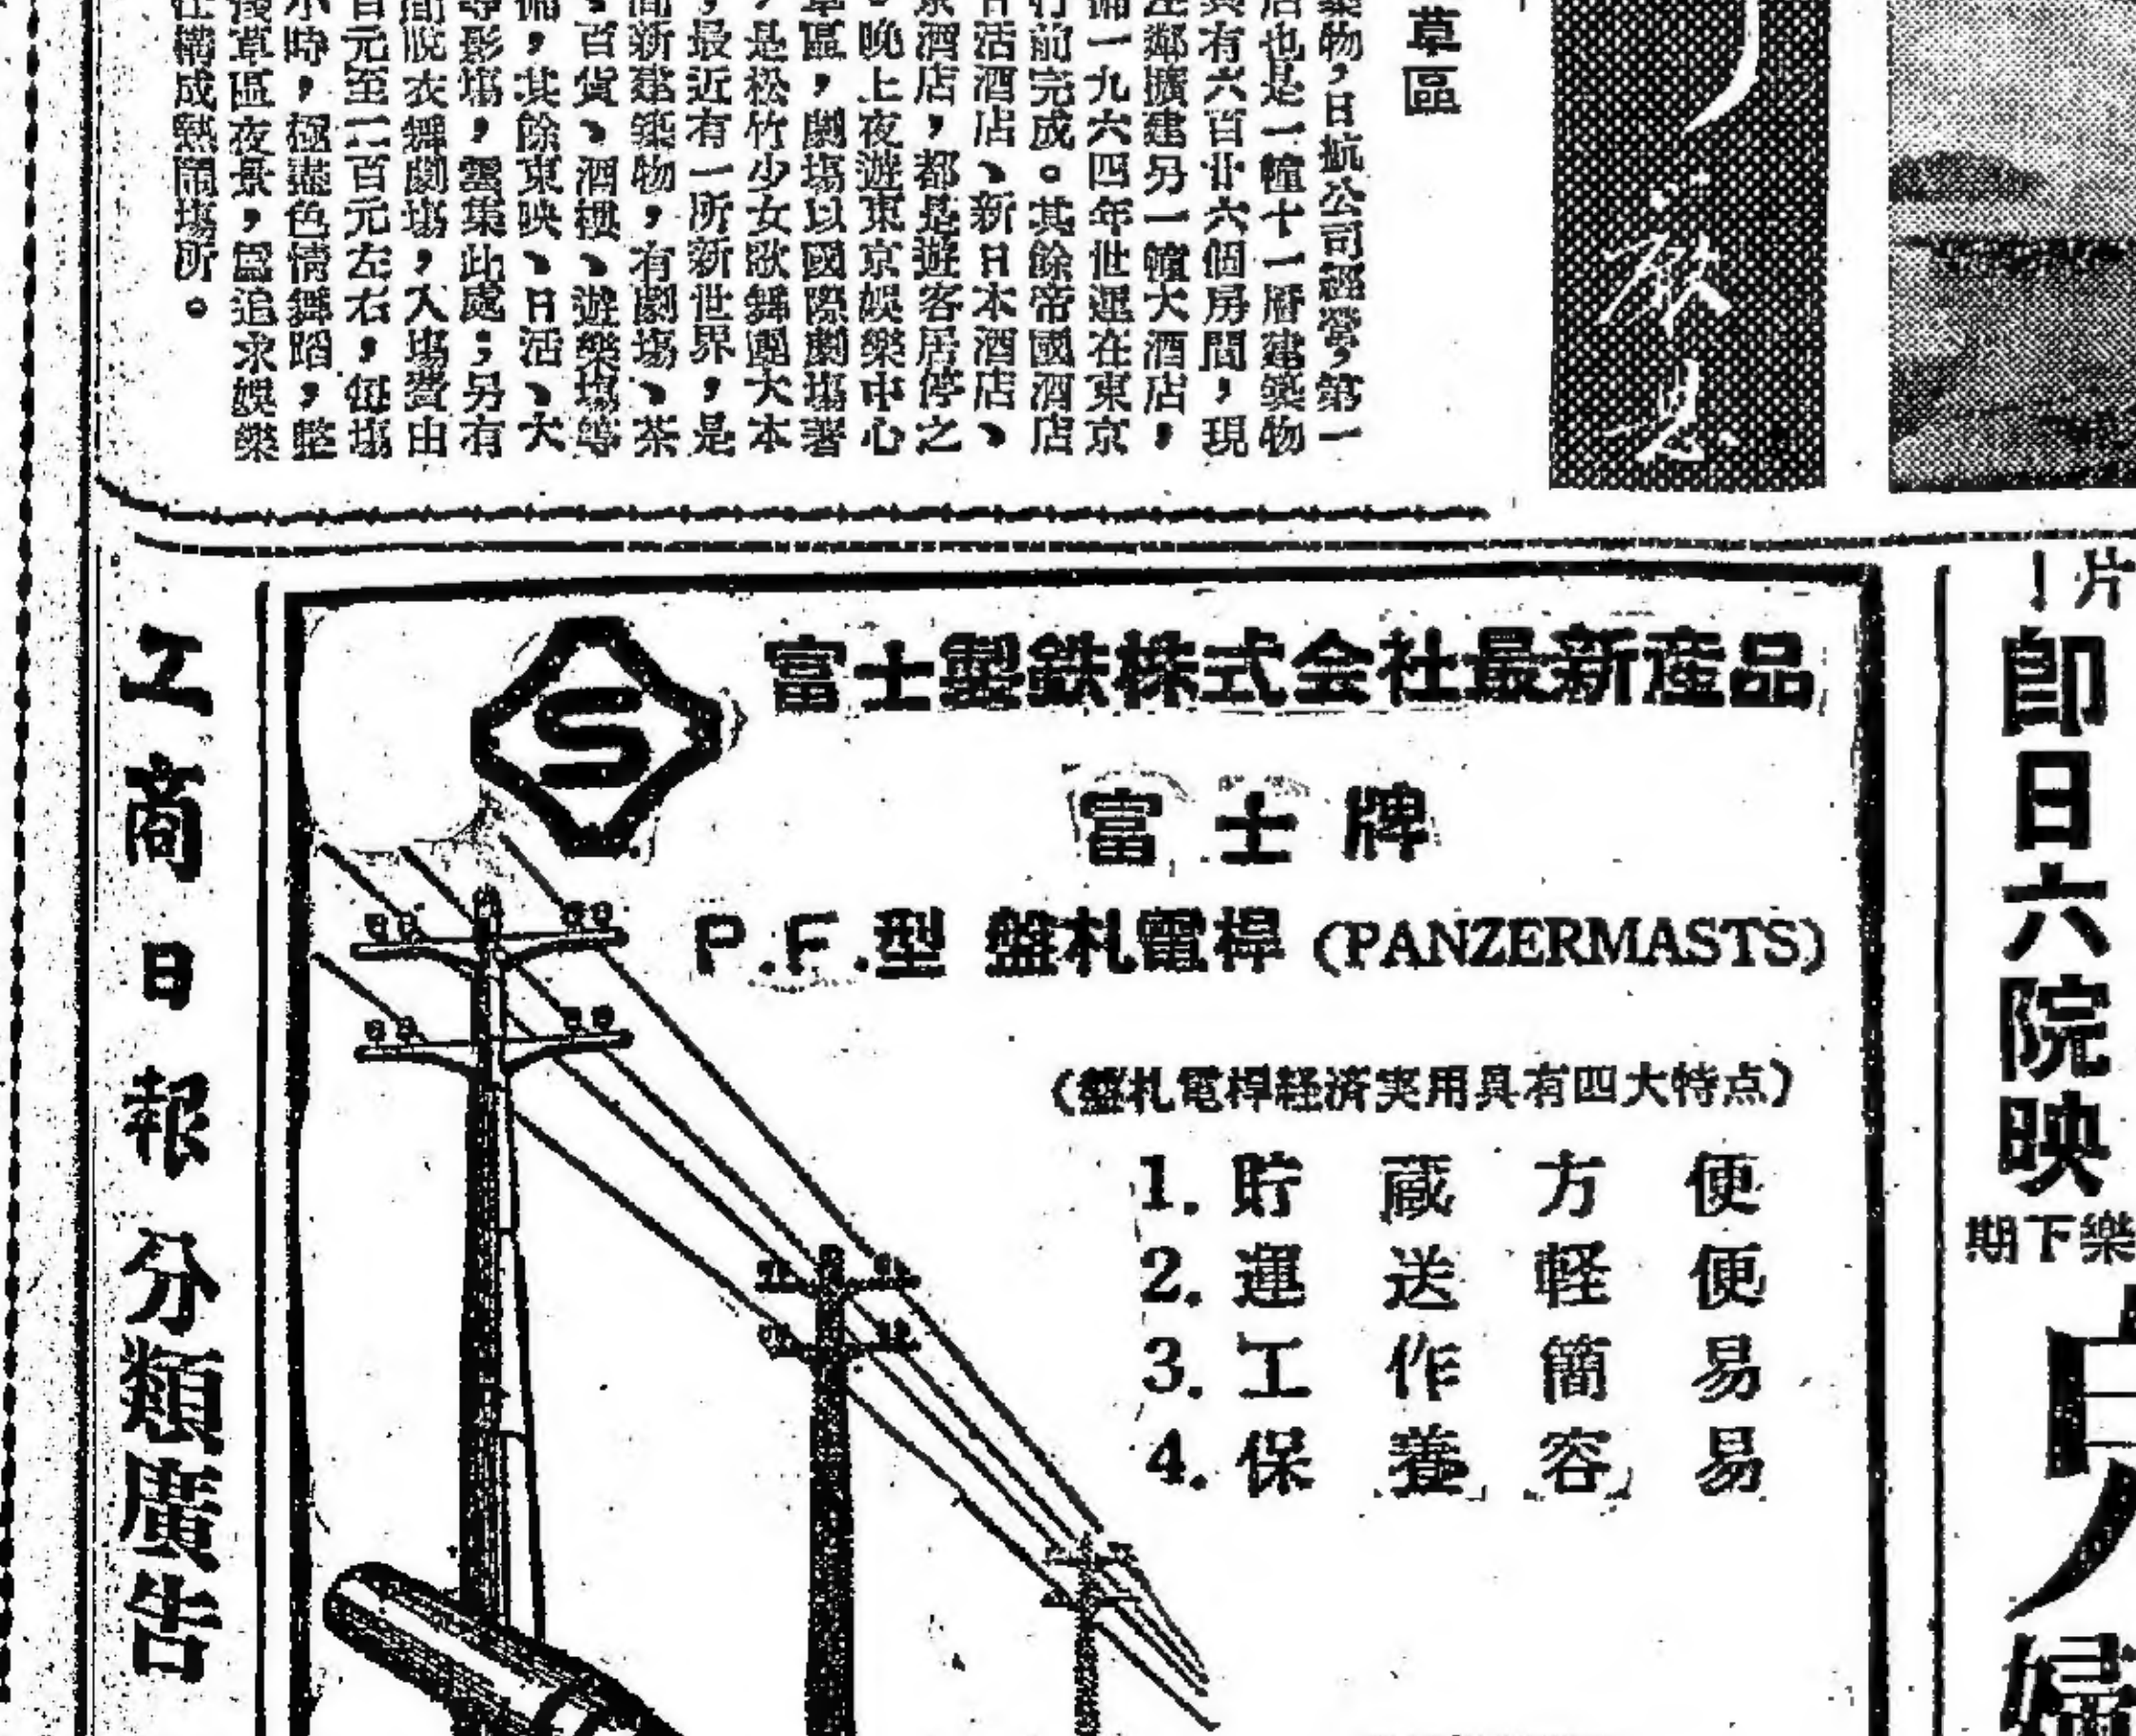 草區
築物，日航公司經營，第一
店也是一幢十一層建築物
具有六百廿六個房間，現
在鄰擴建另一幢大酒店，
備一九六四年世運在東京
行前完成。其餘帝國酒店
日活酒店、新日本酒店、
京酒店，都是遊客居停之
。晚上夜遊東京娛樂中心
草區，劇場以國際劇場著
，是松竹少女歌舞團大本
，最近有一所新世界，是
間新建築物，有劇場、茶
、百貨、酒樓、遊樂場等
備，其餘東映、日活、大
等影場，雲集此處；另有
間脫衣舞劇場，入場費由
百元至二百元左右，每場
小時，極盡色情舞蹈，整
淺草區夜景，爲追求娛樂
構成熱鬧場所。
工商日報分類廣告
S
富士製鉄株式会社最新産品
富士牌
P.F.型 盤札電桿 (PANZERMASTS)
(盤札電桿経済実用具有四大特点)
1. 貯蔵方便
2. 運送軽便
3. 工作簡易
4. 保養容易
片
卽日六院映
期下樂
婦